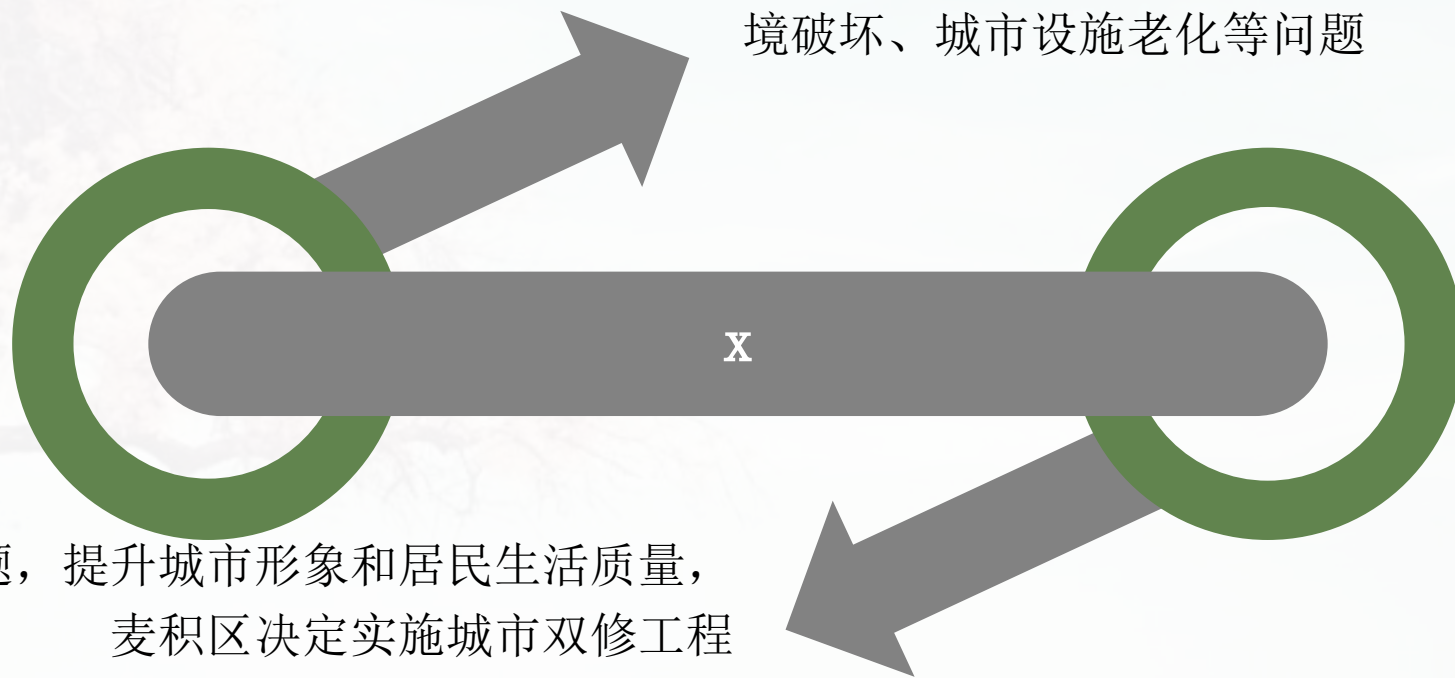 境破坏、城市设施老化等问题
X
题，提升城市形象和居民生活质量，
麦积区决定实施城市双修工程